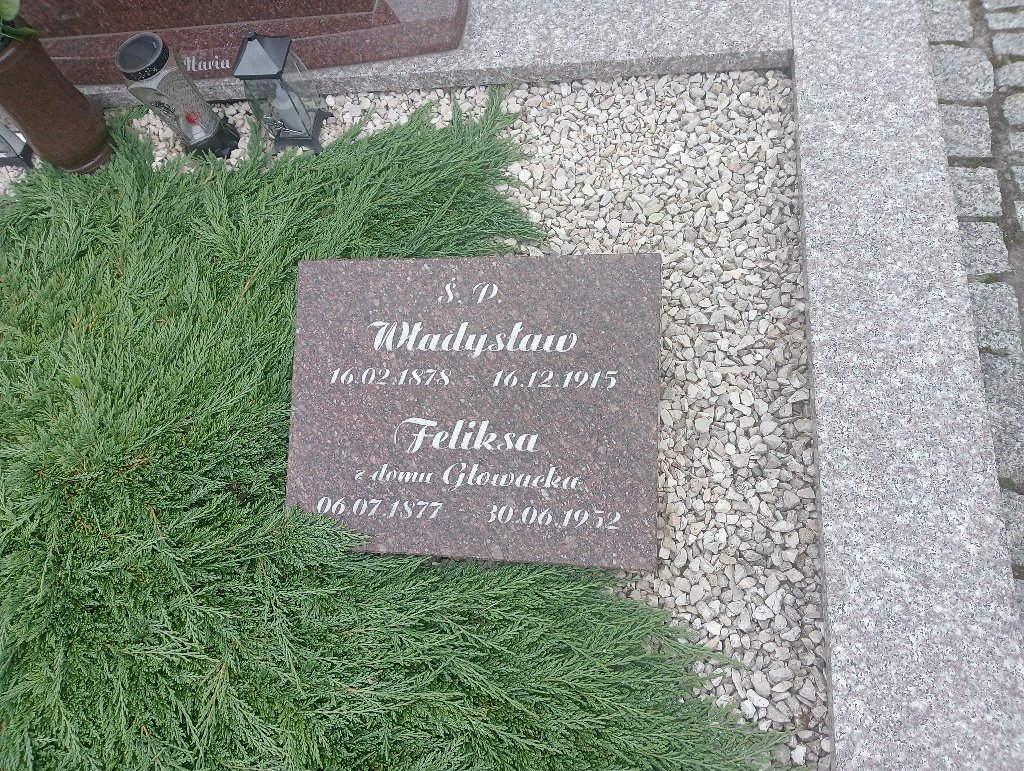 Maria
Ś. P.
Władysław
16.02.1878 - 16.12.1915
Feliksa
z domu Głowacka
06.07.1877 - 30.06.1952